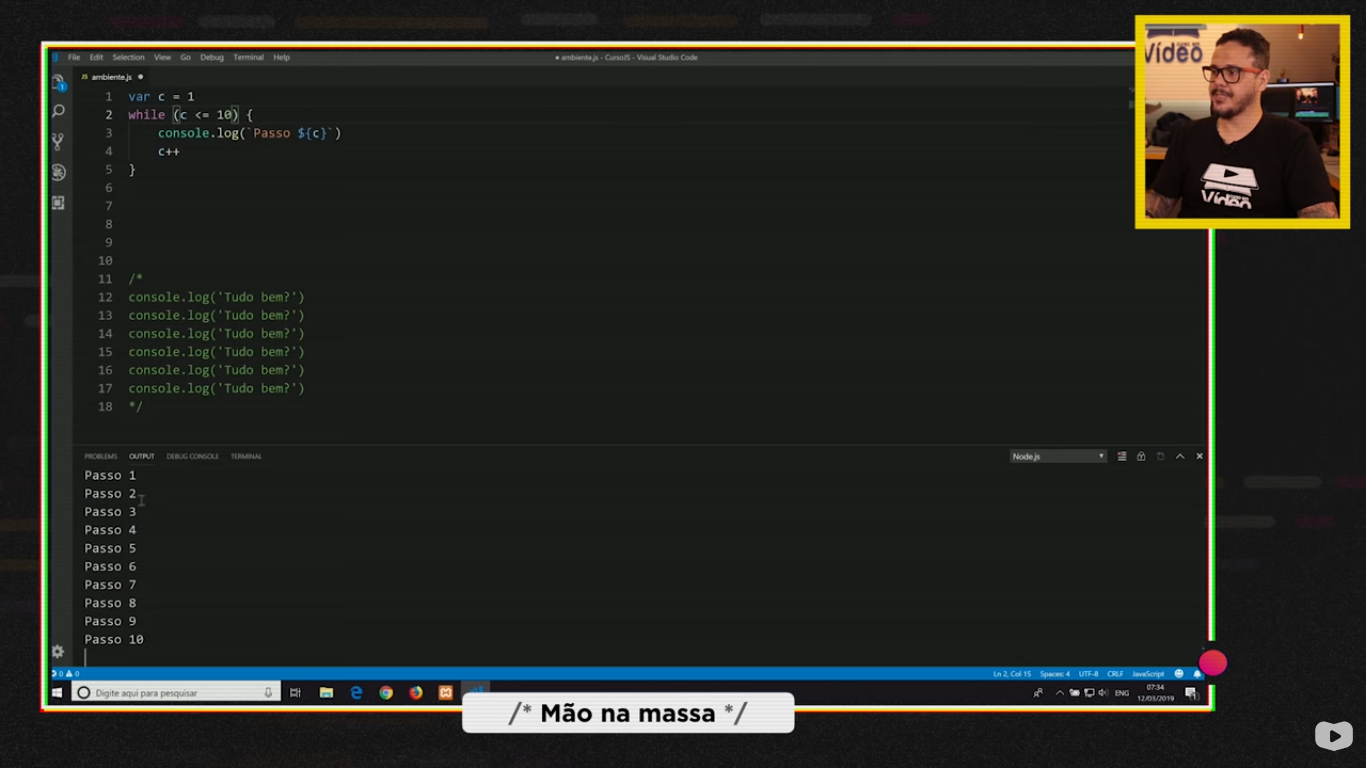 File Edit Selection View Go Debug Terminal Help
● ambiente.js - CursoJS - Visual Studio Code
JS ambiente.js ●
1 var c = 1
2 while (c <= 10) {
3 console.log(`Passo ${c}`)
4 c++
5 }
6
7
8
9
10
11 /*
12 console.log('Tudo bem?')
13 console.log('Tudo bem?')
14 console.log('Tudo bem?')
15 console.log('Tudo bem?')
16 console.log('Tudo bem?')
17 console.log('Tudo bem?')
18 */
PROBLEMS OUTPUT DEBUG CONSOLE TERMINAL Node.js
Passo 1
Passo 2
Passo 3
Passo 4
Passo 5
Passo 6
Passo 7
Passo 8
Passo 9
Passo 10
0 0 Ln 2, Col 15 Spaces: 4 UTF-8 CRLF JavaScript
Digite aqui para pesquisar
ENG
07:34
12/03/2019
/* Mão na massa */
Vídeo
Vídeo